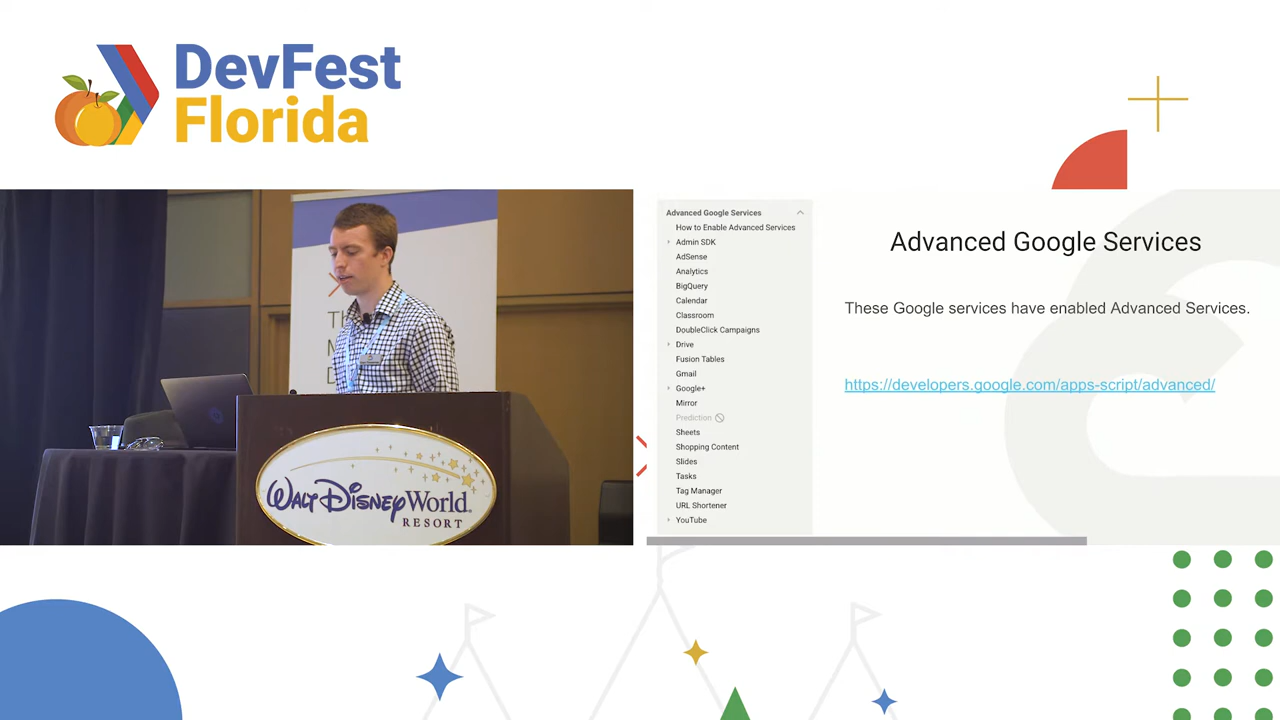 DevFest
Florida
Advanced Google Services
How to Enable Advanced Services
Admin SDK
AdSense
Analytics
BigQuery
Calendar
Classroom
DoubleClick Campaigns
Drive
Fusion Tables
Gmail
Google+
Mirror
Prediction
Sheets
Shopping Content
Slides
Tasks
Tag Manager
URL Shortener
YouTube
Advanced Google Services
These Google services have enabled Advanced Services.
https://developers.google.com/apps-script/advanced/
WALT DISNEY WORLD.
RESORT